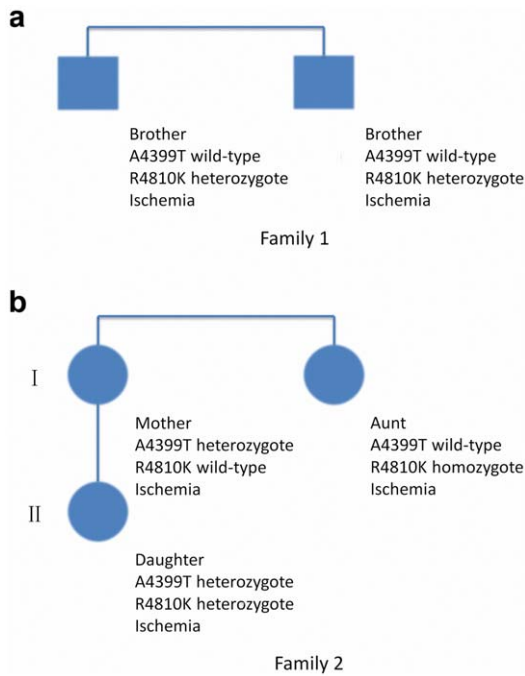 a
Brother
A4399T wild-type
R4810K heterozygote
Ischemia
Brother
A4399T wild-type
R4810K heterozygote
Ischemia
Family 1
b
I
Mother
A4399T heterozygote
R4810K wild-type
Ischemia
Aunt
A4399T wild-type
R4810K homozygote
Ischemia
II
Daughter
A4399T heterozygote
R4810K heterozygote
Ischemia
Family 2